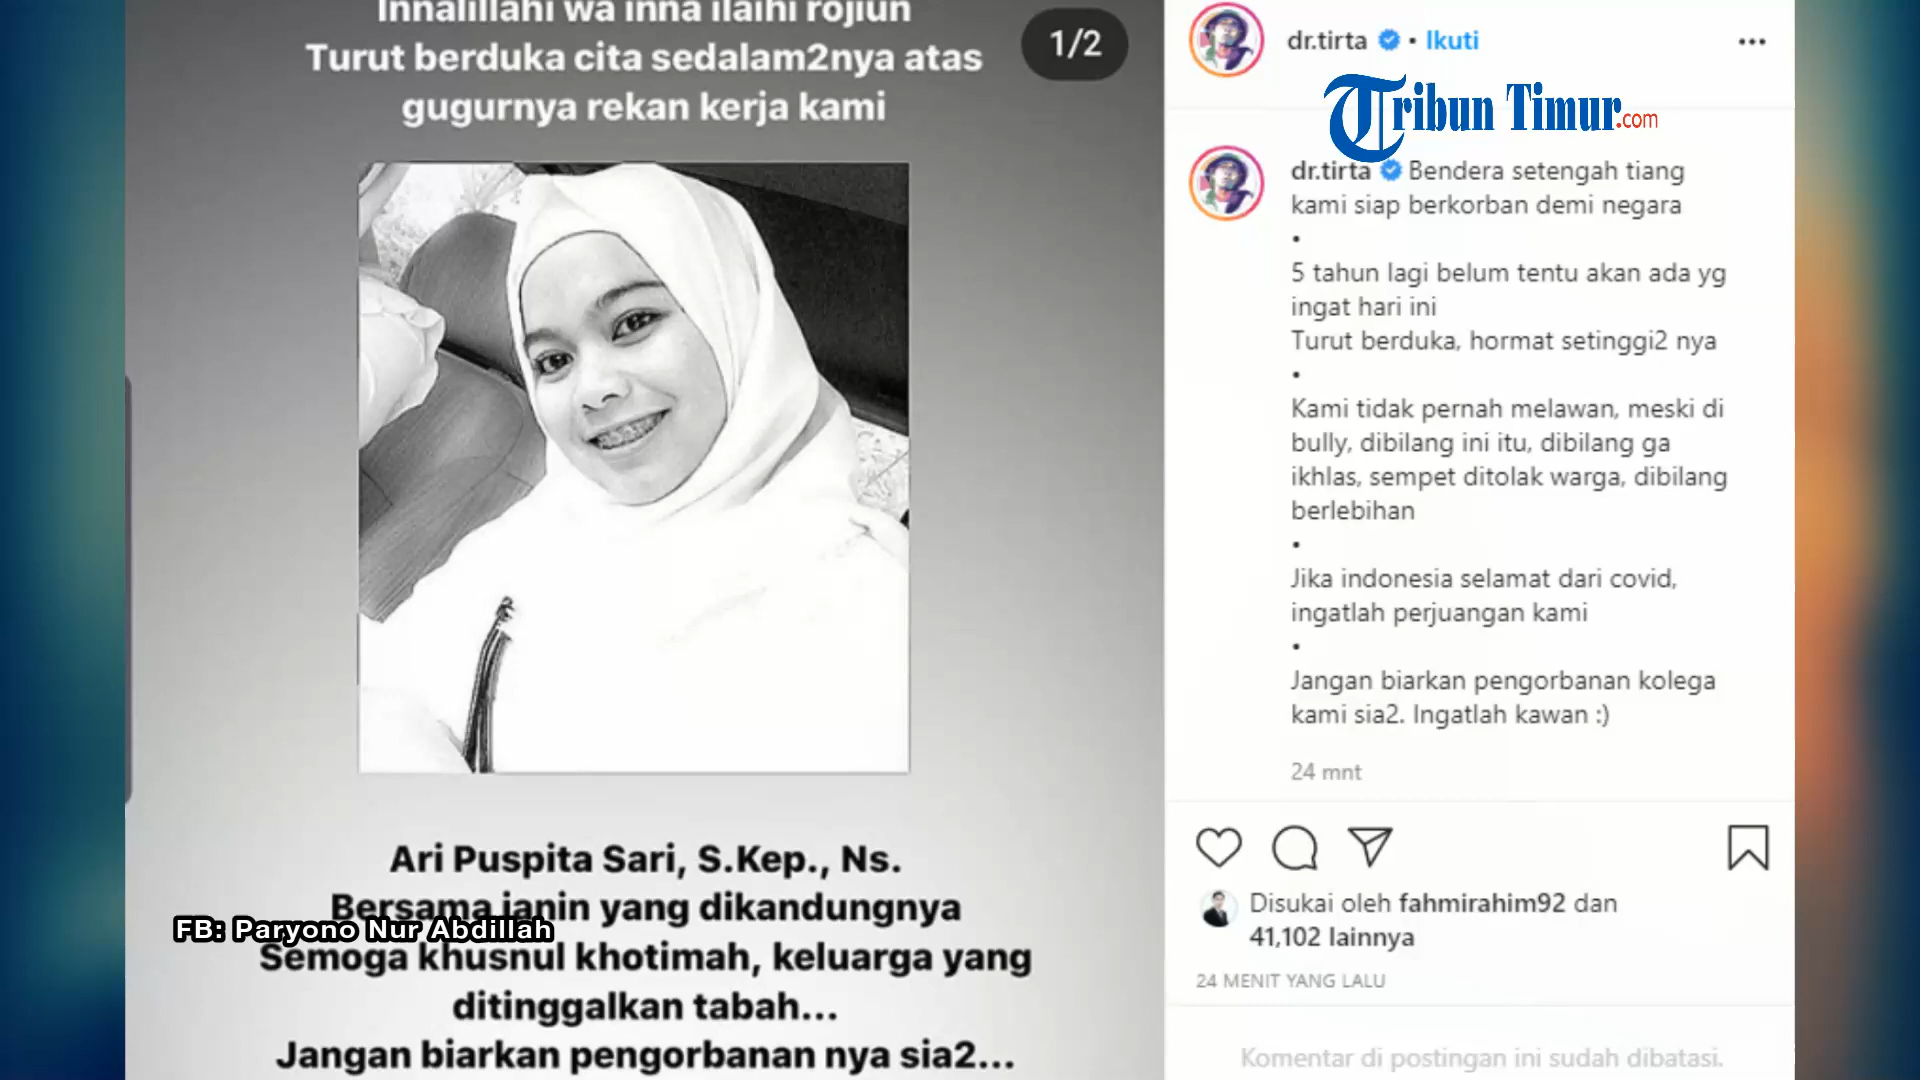 Innalillahi wa inna ilaihi rojiun
Turut berduka cita sedalam2nya atas
gugurnya rekan kerja kami
1/2
Ari Puspita Sari, S.Kep., Ns.
Bersama janin yang dikandungnya
FB: Paryono Nur Abdillah
Semoga khusnul khotimah, keluarga yang
ditinggalkan tabah...
Jangan biarkan pengorbanan nya sia2...
dr.tirta • Ikuti
Tribun Timur.com
dr.tirta Bendera setengah tiang
kami siap berkorban demi negara
•
5 tahun lagi belum tentu akan ada yg
ingat hari ini
Turut berduka, hormat setinggi2 nya
•
Kami tidak pernah melawan, meski di
bully, dibilang ini itu, dibilang ga
ikhlas, sempet ditolak warga, dibilang
berlebihan
•
Jika indonesia selamat dari covid,
ingatlah perjuangan kami
•
Jangan biarkan pengorbanan kolega
kami sia2. Ingatlah kawan :)
24 mnt
Disukai oleh fahmirahim92 dan
41,102 lainnya
24 MENIT YANG LALU
Komentar di postingan ini sudah dibatasi.